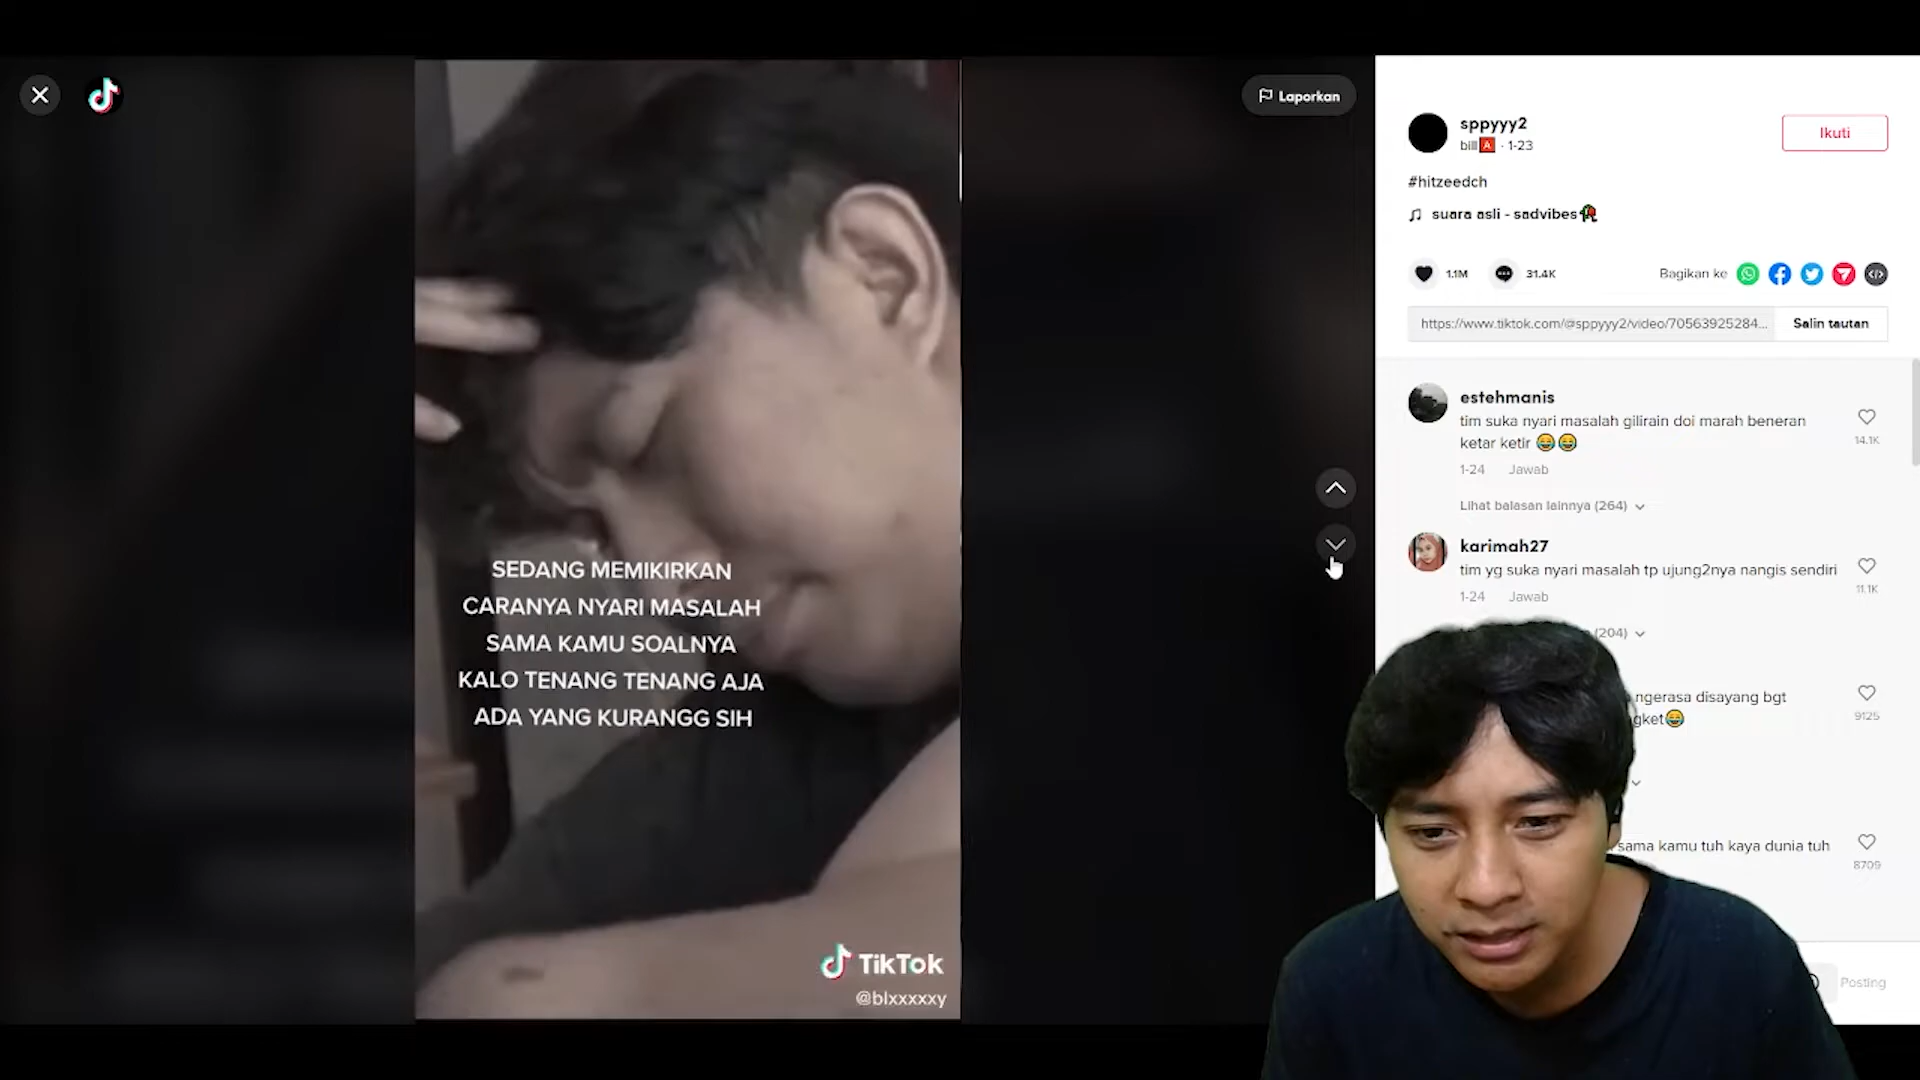 Laporkan
SEDANG MEMIKIRKAN
CARANYA NYARI MASALAH
SAMA KAMU SOALNYA
KALO TENANG TENANG AJA
ADA YANG KURANGG SIH
TikTok
@blxxxxxy
sppyyy2
bill🅰 · 1-23
Ikuti
#hitzeedch
suara asli - sadvibes🥀
1.1M
31.4K
Bagikan ke
https://www.tiktok.com/@sppyyy2/video/70563925284...
Salin tautan
estehmanis
tim suka nyari masalah gilirain doi marah beneran
ketar ketir 😂😂
14.1K
1-24 Jawab
Lihat balasan lainnya (264)
karimah27
tim yg suka nyari masalah tp ujung2nya nangis sendiri
11.1K
1-24 Jawab
(204)
ngerasa disayang bgt
gket😂
9125
sama kamu tuh kaya dunia tuh
8709
Posting